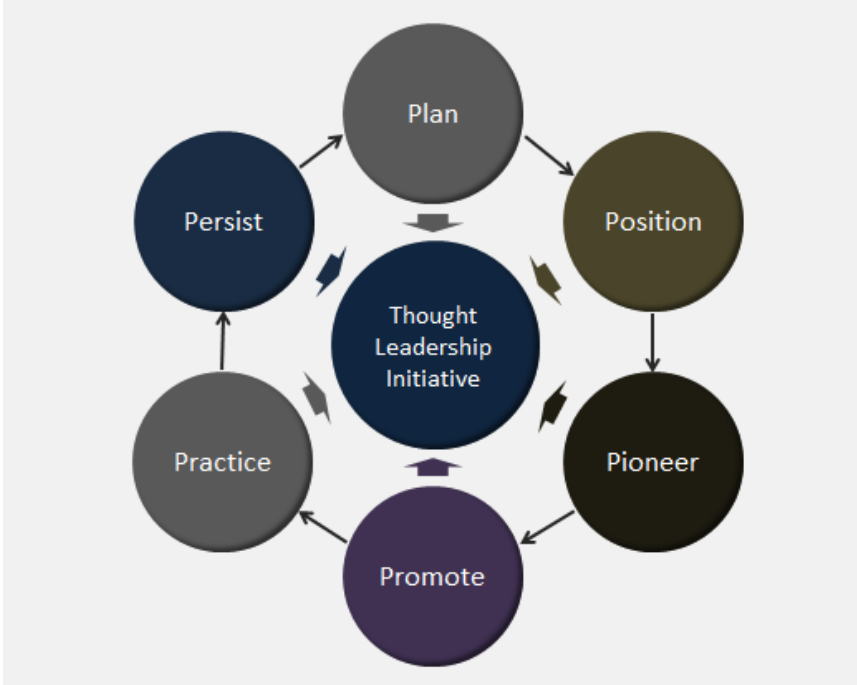 Plan
Position
Pioneer
Promote
Practice
Persist
Thought
Leadership
Initiative